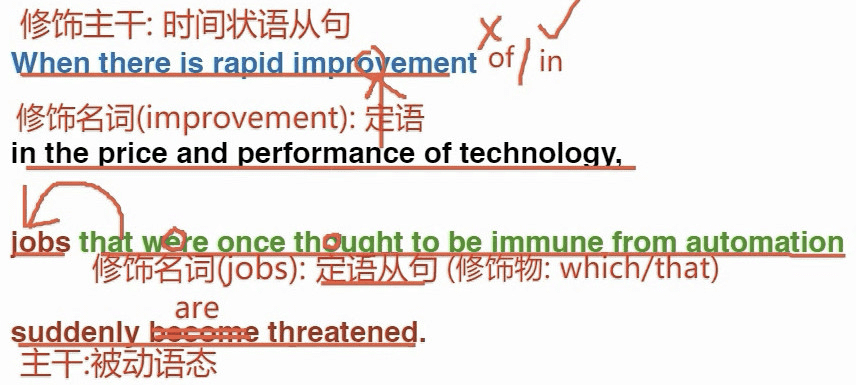 修饰主干: 时间状语从句
When there is rapid improvement of / in
修饰名词(improvement): 定语
in the price and performance of technology,
jobs that were once thought to be immune from automation
修饰名词(jobs): 定语从句 (修饰物: which/that)
are
suddenly become threatened.
主干:被动语态